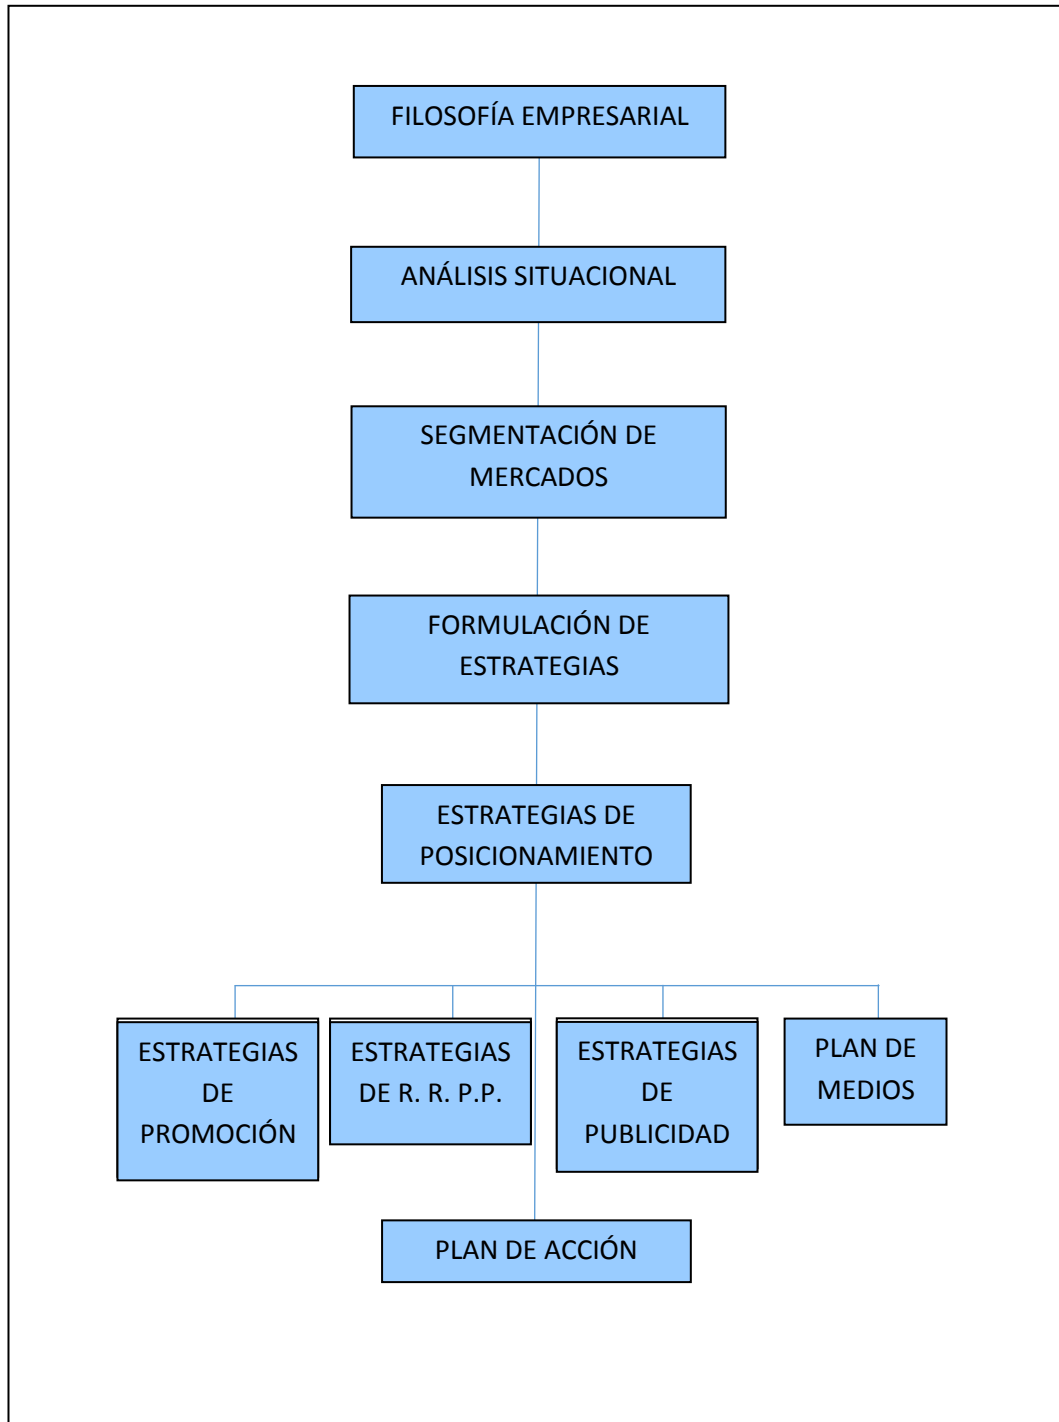 FILOSOFÍA EMPRESARIAL
ANÁLISIS SITUACIONAL
SEGMENTACIÓN DE
MERCADOS
FORMULACIÓN DE
ESTRATEGIAS
ESTRATEGIAS DE
POSICIONAMIENTO
ESTRATEGIAS
DE
PROMOCIÓN
ESTRATEGIAS
DE R. R. P.P.
ESTRATEGIAS
DE
PUBLICIDAD
PLAN DE
MEDIOS
PLAN DE ACCIÓN